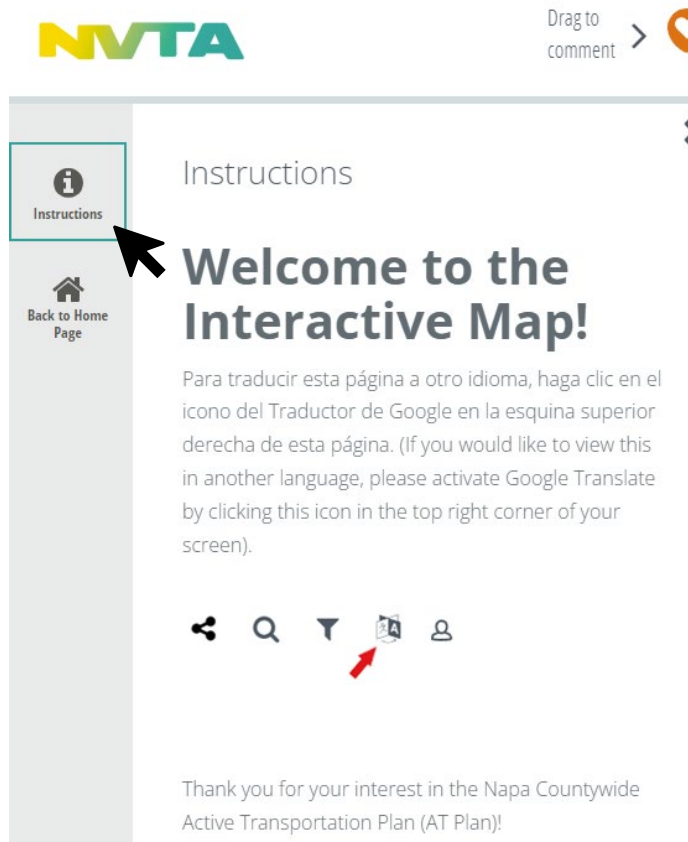 NVTA
Drag to
comment
Instructions
Back to Home
Page
Instructions
Welcome to the
Interactive Map!
Para traducir esta página a otro idioma, haga clic en el
icono del Traductor de Google en la esquina superior
derecha de esta página. (If you would like to view this
in another language, please activate Google Translate
by clicking this icon in the top right corner of your
screen).
Thank you for your interest in the Napa Countywide
Active Transportation Plan (AT Plan)!